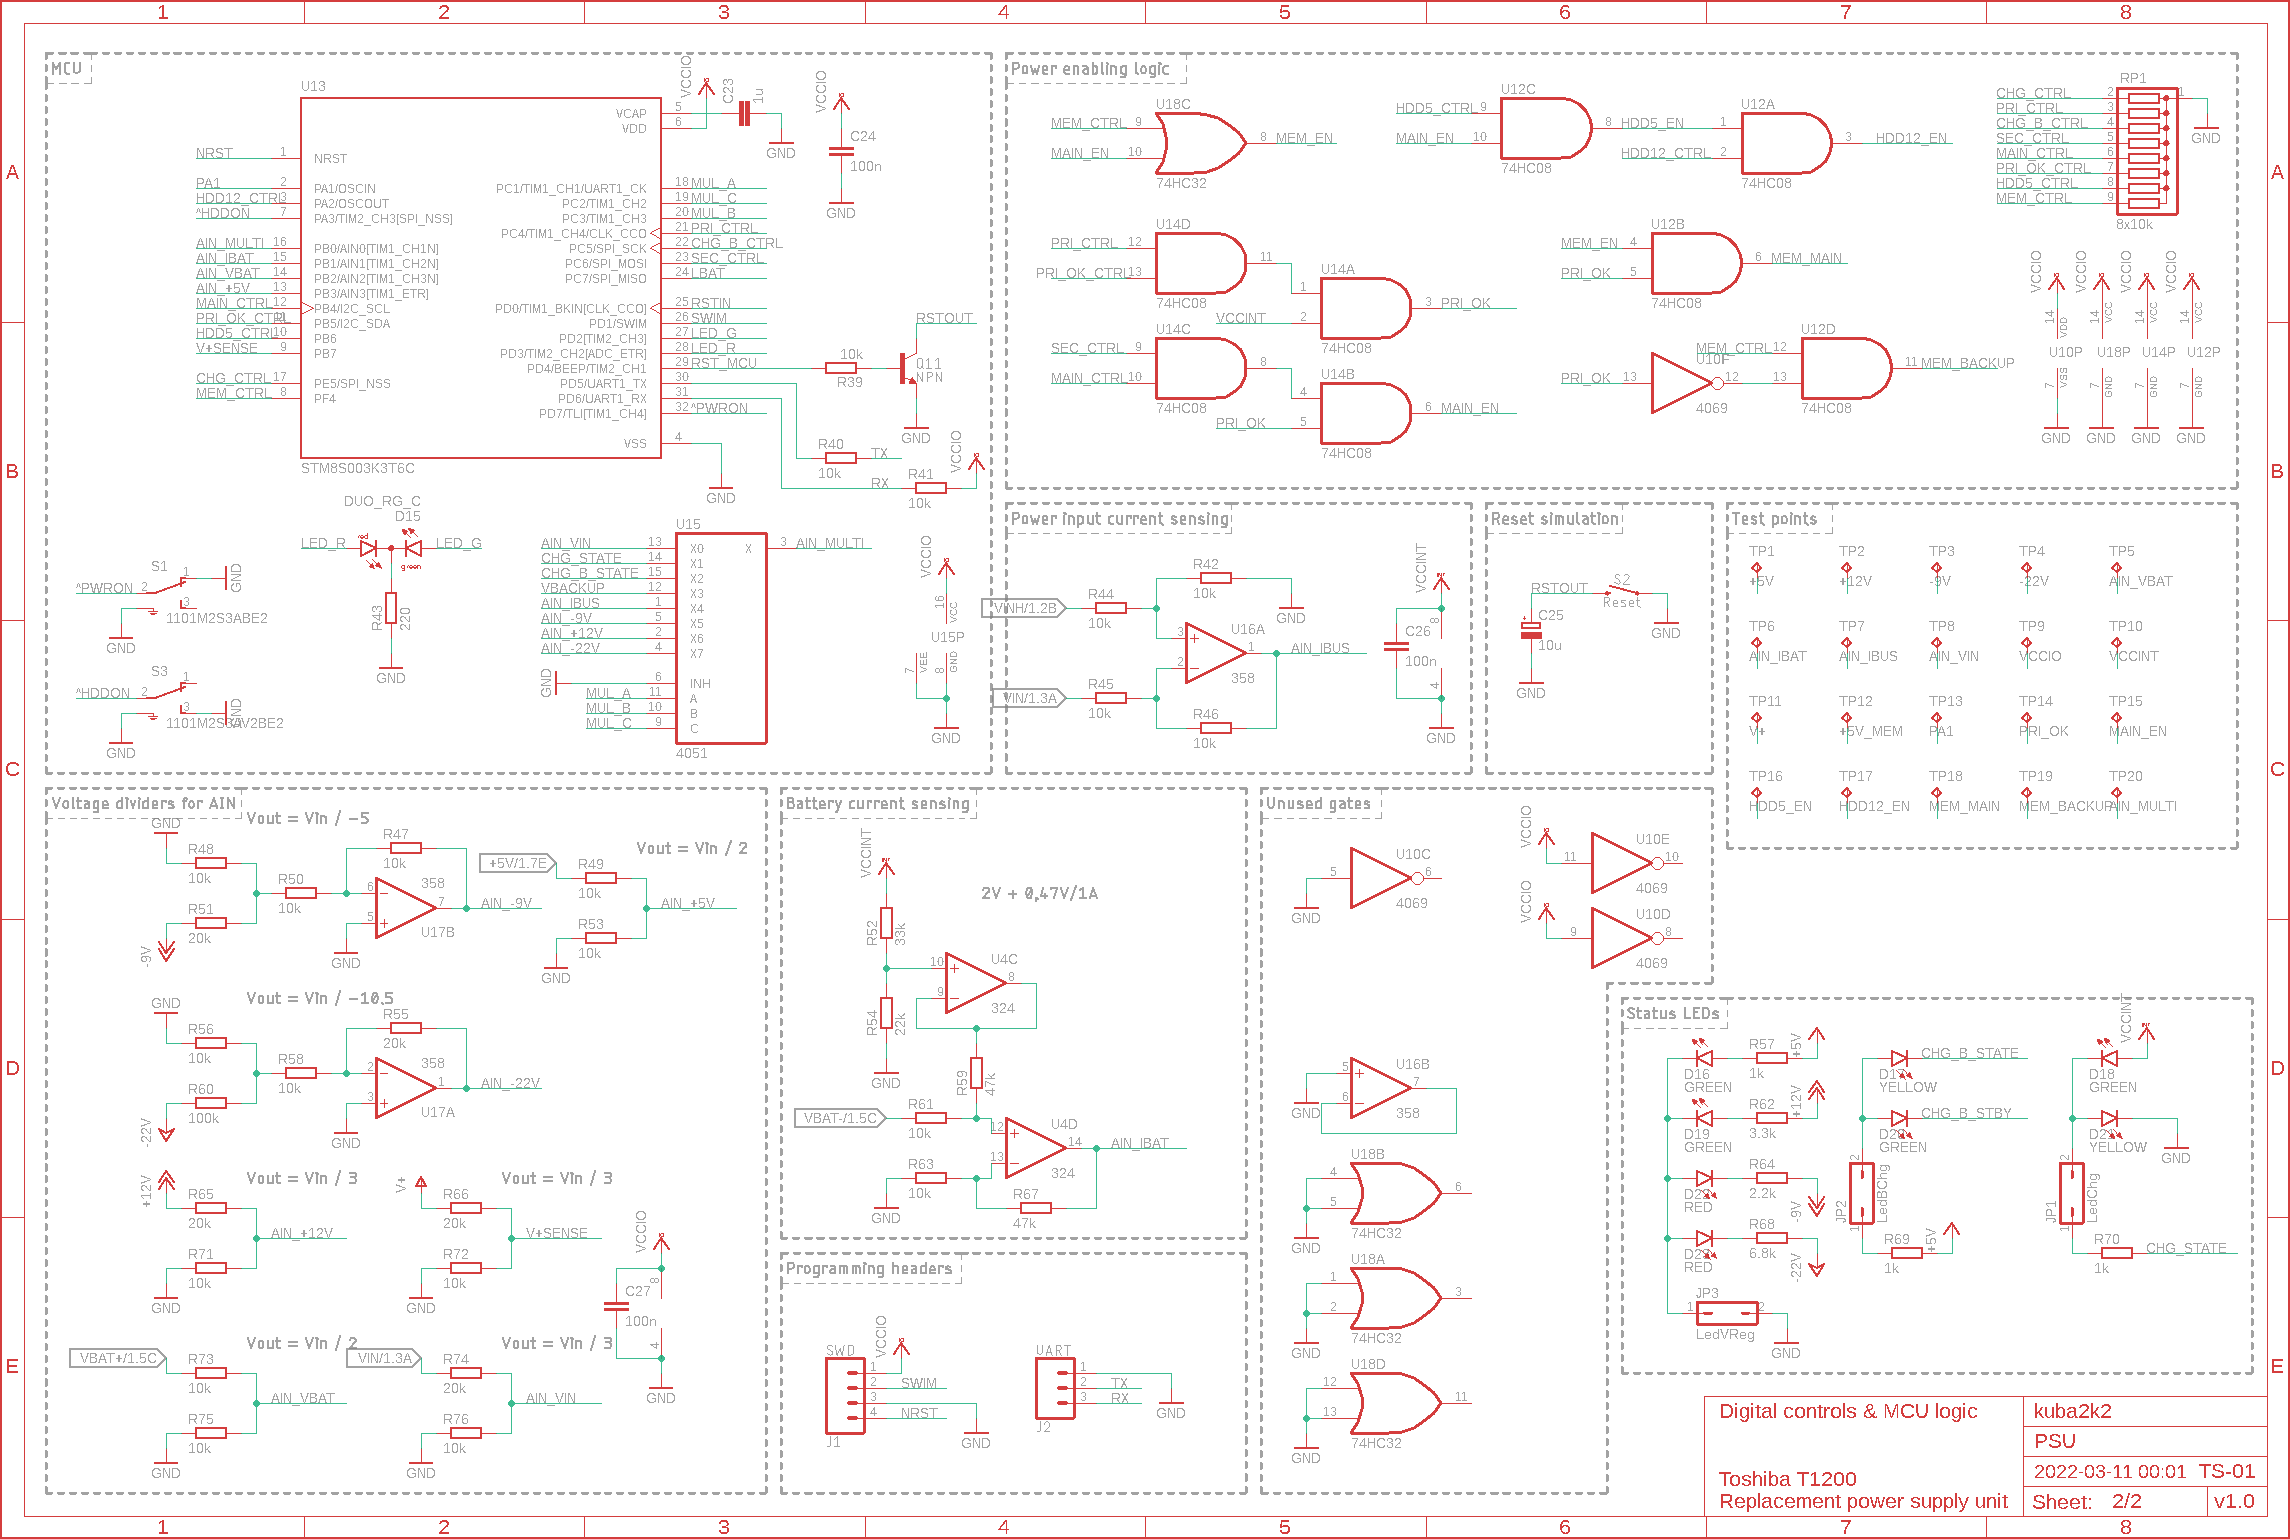 1 2 3 4 5 6 7 8
A
B
C
D
E
MCU
U13
NRST 1 NRST
PA1 2 PA1/OSCIN
HDD12_CTRL 3 PA2/OSCOUT
^HDDON 7 PA3/TIM2_CH3[SPI_NSS]
AIN_MULTI 16 PB0/AIN0[TIM1_CH1N]
AIN_IBAT 15 PB1/AIN1[TIM1_CH2N]
AIN_VBAT 14 PB2/AIN2[TIM1_CH3N]
AIN_+5V 13 PB3/AIN3[TIM1_ETR]
MAIN_CTRL 12 PB4/I2C_SCL
PRI_OK_CTRL 11 PB5/I2C_SDA
HDD5_CTRL 10 PB6
V+SENSE 9 PB7
CHG_CTRL 17 PE5/SPI_NSS
MEM_CTRL 8 PF4
VCAP 5
VDD 6
PC1/TIM1_CH1/UART1_CK 18 MUL_A
PC2/TIM1_CH2 19 MUL_C
PC3/TIM1_CH3 20 MUL_B
PC4/TIM1_CH4/CLK_CCO 21 PRI_CTRL
PC5/SPI_SCK 22 CHG_B_CTRL
PC6/SPI_MOSI 23 SEC_CTRL
PC7/SPI_MISO 24 LBAT
PD0/TIM1_BKIN[CLK_CCO] 25 RSTIN
PD1/SWIM 26 SWIM
PD2[TIM2_CH3] 27 LED_G
PD3/TIM2_CH2[ADC_ETR] 28 LED_R
PD4/BEEP/TIM2_CH1 29 RST_MCU
PD5/UART1_TX 30
PD6/UART1_RX 31
PD7/TLI[TIM1_CH4] 32 ^PWRON
VSS 4
STM8S003K3T6C
GND
VCCIO
C23 1u
GND
VCCIO
C24
100n
GND
RSTOUT
10k
R39
Q11
NPN
GND
R40
10k
TX
VCCIO
RX
R41
10k
DUO_RG_C
D15
LED_R red green LED_G
R43 220
GND
S1
^PWRON 2 1 3 GND
1101M2S3ABE2
GND
S3
^HDDON 2 1 3 GND
1101M2S3AV2BE2
GND
U15
AIN_VIN 13 X0
CHG_STATE 14 X1
CHG_B_STATE 15 X2
VBACKUP 12 X3
AIN_IBUS 1 X4
AIN_-9V 5 X5
AIN_+12V 2 X6
AIN_-22V 4 X7
GND 6 INH
MUL_A 11 A
MUL_B 10 B
MUL_C 9 C
X 3 AIN_MULTI
4051
VCCIO
16 VCC
U15P
7 VEE 8 GND
GND
Power enabling logic
U18C
MEM_CTRL 9
MAIN_EN 10
8 MEM_EN
74HC32
U12C
HDD5_CTRL 9
MAIN_EN 10
8 HDD5_EN
74HC08
U12A
1
HDD12_CTRL 2
3 HDD12_EN
74HC08
RP1
CHG_CTRL 2 1
PRI_CTRL 3
CHG_B_CTRL 4
SEC_CTRL 5
MAIN_CTRL 6
PRI_OK_CTRL 7
HDD5_CTRL 8
MEM_CTRL 9
8x10k
GND
U14D
PRI_CTRL 12
PRI_OK_CTRL 13
11
74HC08
U14A
1
VCCINT 2
3 PRI_OK
74HC08
U12B
MEM_EN 4
PRI_OK 5
6 MEM_MAIN
74HC08
U14C
SEC_CTRL 9
MAIN_CTRL 10
8
74HC08
U14B
4
PRI_OK 5
6 MAIN_EN
74HC08
U10F
PRI_OK 13
12
4069
U12D
MEM_CTRL 12
13
11 MEM_BACKUP
74HC08
VCCIO VCCIO VCCIO VCCIO
14 VDD 14 VCC 14 VCC 14 VCC
U10P U18P U14P U12P
7 VSS 7 GND 7 GND 7 GND
GND GND GND GND
Power input current sensing
R42
10k
GND
VINH/1.2B
R44
10k
3
2
U16A
1 AIN_IBUS
358
VIN/1.3A
R45
10k
R46
10k
VCCINT
8
C26
100n
4
GND
Reset simulation
RSTOUT
S2
Reset
C25
10u
GND
GND
Test points
TP1 TP2 TP3 TP4 TP5
+5V +12V -9V -22V AIN_VBAT
TP6 TP7 TP8 TP9 TP10
AIN_IBAT AIN_IBUS AIN_VIN VCCIO VCCINT
TP11 TP12 TP13 TP14 TP15
V+ +5V_MEM PA1 PRI_OK MAIN_EN
TP16 TP17 TP18 TP19 TP20
HDD5_EN HDD12_EN MEM_MAIN MEM_BACKUP AIN_MULTI
Voltage dividers for AIN
Vout = Vin / -5
GND
R48
10k
R50
10k
R51
20k
-9V
R47
10k
358
6
5
7 AIN_-9V
U17B
GND
Vout = Vin / 2
+5V/1.7E
R49
10k
AIN_+5V
R53
10k
GND
Vout = Vin / -10.5
GND
R56
10k
R58
10k
R60
100k
-22V
R55
20k
358
2
3
1 AIN_-22V
U17A
GND
Vout = Vin / 3
+12V
R65
20k
AIN_+12V
R71
10k
GND
Vout = Vin / 3
V+
R66
20k
V+SENSE
R72
10k
GND
VCCIO
8
C27
100n
4
GND
Vout = Vin / 2
VBAT+/1.5C
R73
10k
AIN_VBAT
R75
10k
GND
Vout = Vin / 3
VIN/1.3A
R74
20k
AIN_VIN
R76
10k
GND
Battery current sensing
VCCINT
2V + 0,47V/1A
R52 33k
10
9
U4C
8
324
R54 22k
GND
R59 47k
VBAT-/1.5C
R61
10k
12
13
U4D
14 AIN_IBAT
324
R63
10k
R67
47k
GND
Programming headers
SWD
VCCIO
1
2 SWIM
3
4 NRST
J1
GND
UART
1
2 TX
3 RX
J2
GND
Unused gates
U10C
5 6
4069
GND
VCCIO
U10E
11 10
4069
VCCIO
U10D
9 8
4069
U16B
5
6
7
358
GND
U18B
4
5
6
74HC32
GND
U18A
1
2
3
74HC32
GND
U18D
12
13
11
74HC32
GND
Status LEDs
D16
GREEN
R57
1k
+5V
D19
GREEN
R62
3.3k
+12V
RED
R64
2.2k
-9V
RED
R68
6.8k
-22V
JP3
1 2
LedVReg
GND
CHG_B_STATE
YELLOW
CHG_B_STBY
GREEN
JP2 2 1 LedBChg
R69
1k
+5V
VCCINT
D18
GREEN
YELLOW
GND
JP1 2 1 LedChg
R70
1k
CHG_STATE
Digital controls & MCU logic
Toshiba T1200
Replacement power supply unit
kuba2k2
PSU
2022-03-11 00:01 TS-01
Sheet: 2/2 v1.0
1 2 3 4 5 6 7 8
A
B
C
D
E